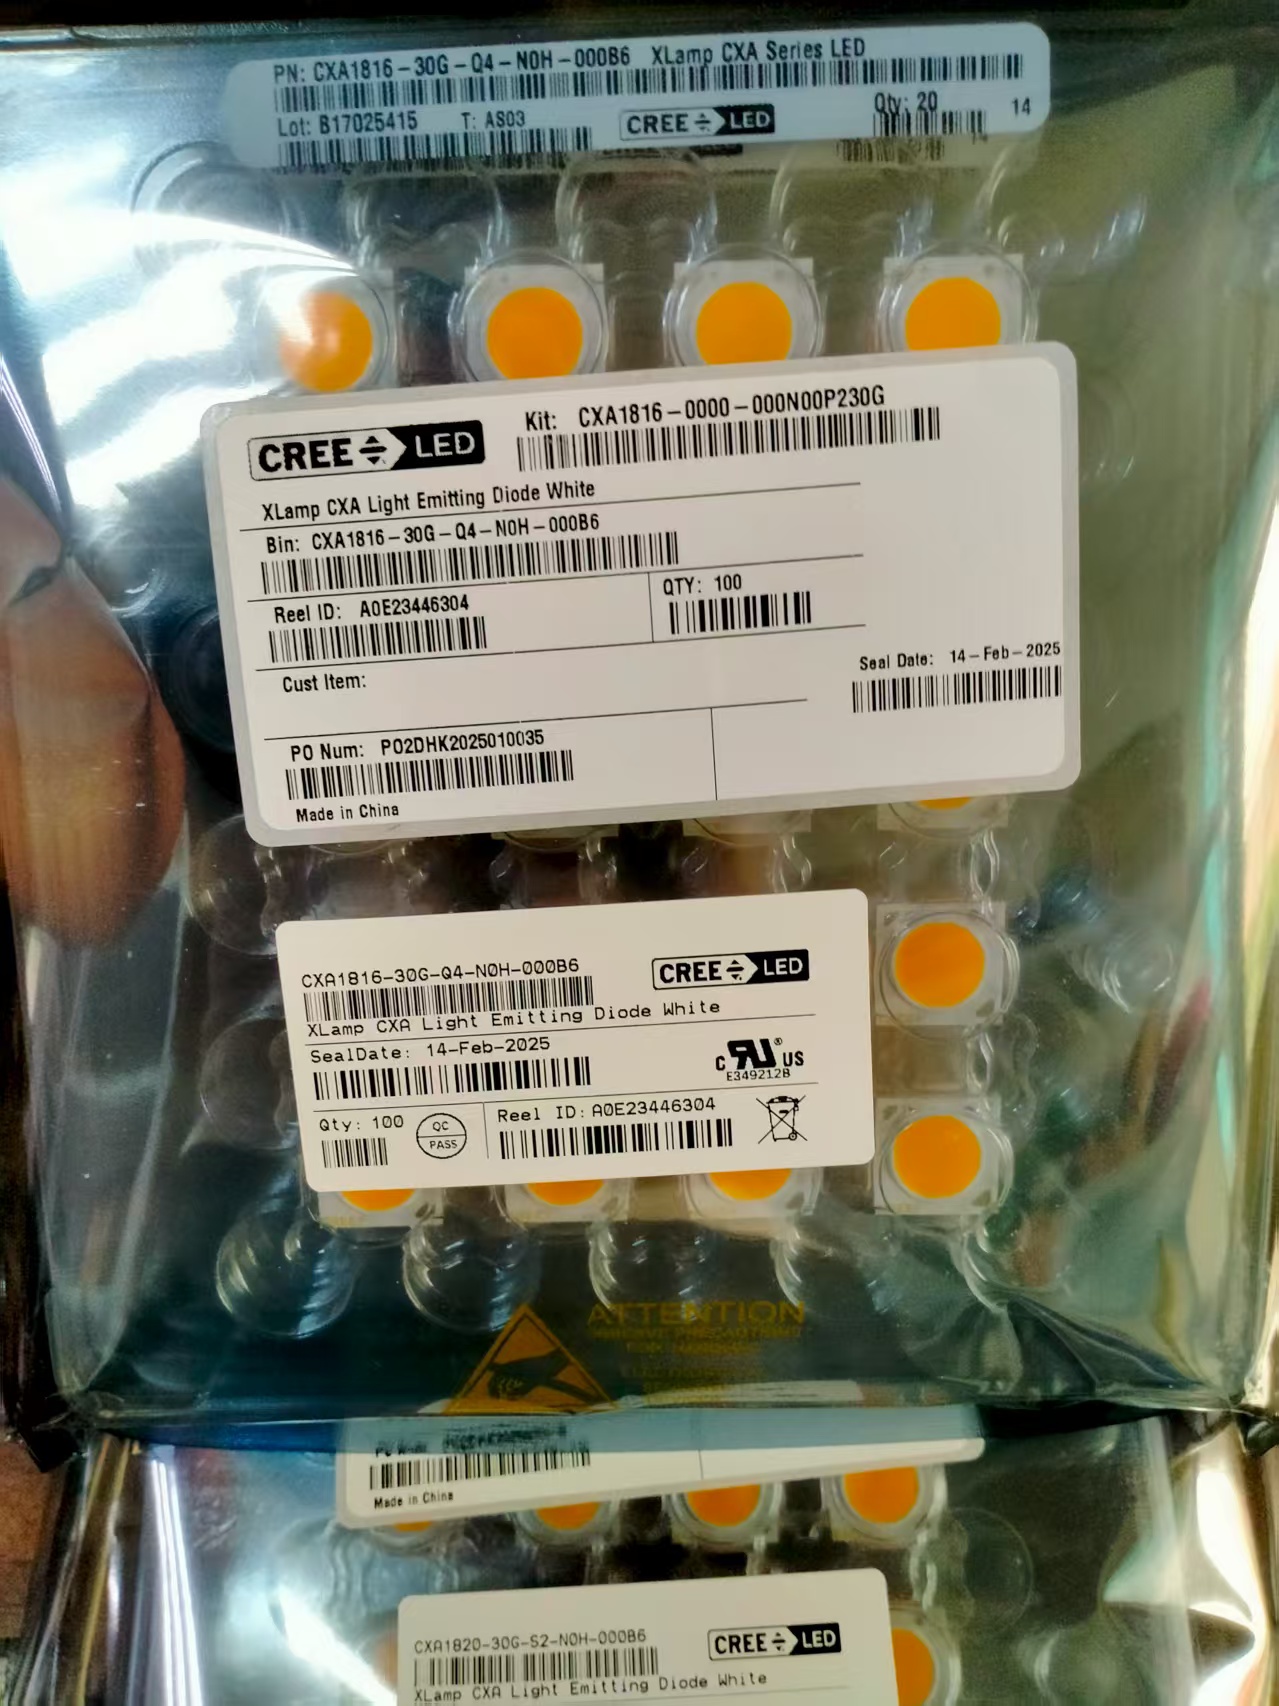 PN: CXA1816-30G-Q4-N0H-000B6 XLamp CXA Series LED
Lot: B17025415 T: AS03 CREE LED Qty: 20 14
14
CREE LED Kit: CXA1816-0000-000N00P230G
XLamp CXA Light Emitting Diode White
Bin: CXA1816-30G-Q4-N0H-000B6
Reel ID: A0E23446304 QTY: 100
Cust Item: Seal Date: 14-Feb-2025
PO Num: PO2DHK2025010035
Made in China
CXA1816-30G-Q4-N0H-000B6 CREE LED
XLamp CXA Light Emitting Diode White
SealDate: 14-Feb-2025 c RU ® US
E349212B
Qty: 100 QC PASS Reel ID: A0E23446304
ATTENTION
Made in China
CXA1820-30G-S2-N0H-000B6 CREE LED
XLamp CXA Light Emitting Diode White